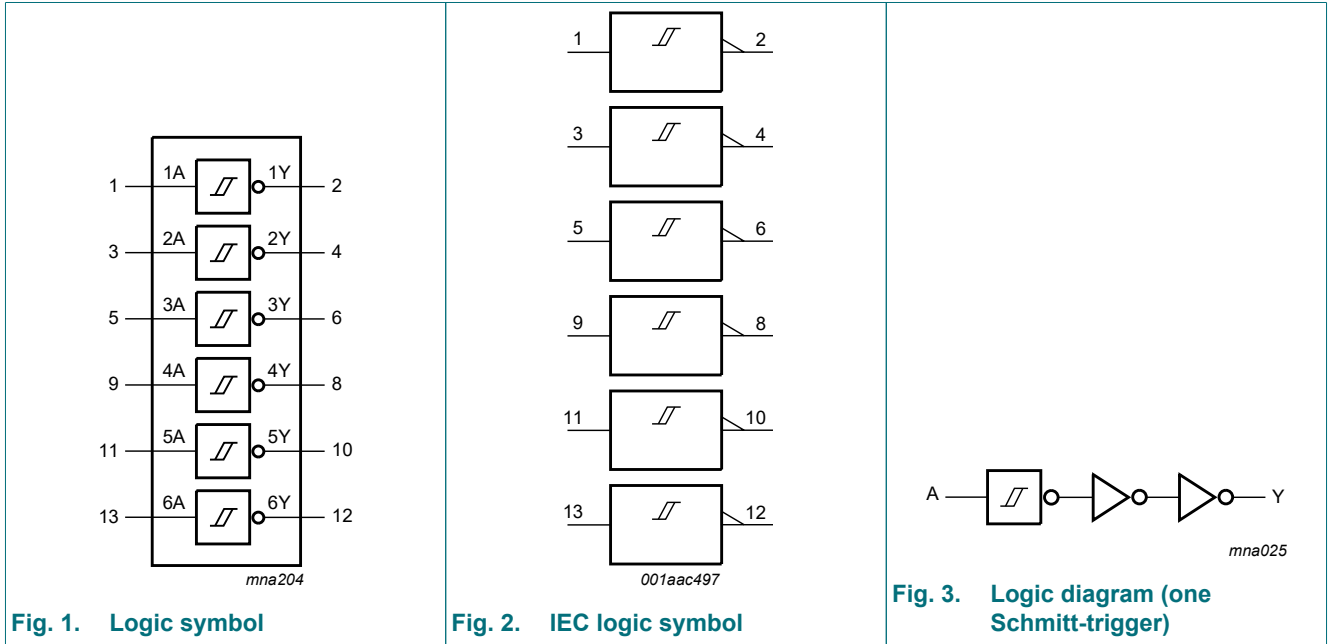 1 1A 1Y 2
3 2A 2Y 4
5 3A 3Y 6
9 4A 4Y 8
11 5A 5Y 10
13 6A 6Y 12
mna204
Fig. 1. Logic symbol
1 2
3 4
5 6
9 8
11 10
13 12
001aac497
Fig. 2. IEC logic symbol
A Y
mna025
Fig. 3. Logic diagram (one
Schmitt-trigger)